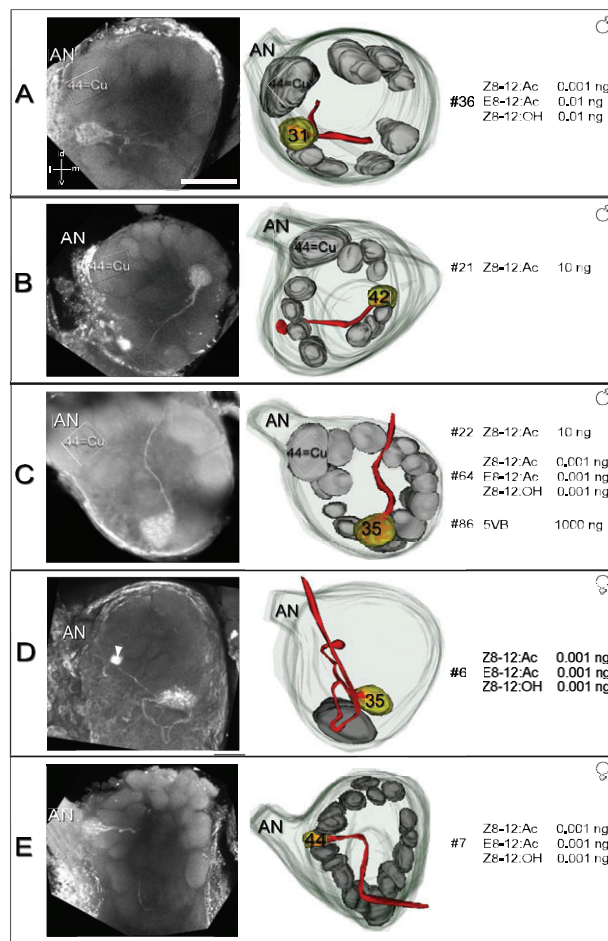 AN
44=Cu
A
d
l m
v
AN
44=Cu
31
♂
#36 Z8-12:Ac 0.001 ng
E8-12:Ac 0.01 ng
Z8-12:OH 0.01 ng
AN
44=Cu
B
AN
44=Cu
42
♂
#21 Z8-12:Ac 10 ng
AN
44=Cu
C
AN
44=Cu
35
♂
#22 Z8-12:Ac 10 ng
Z8-12:Ac 0.001 ng
#64 E8-12:Ac 0.001 ng
Z8-12:OH 0.001 ng
#86 5VB 1000 ng
AN
D
AN
35
♀
Z8-12:Ac 0.001 ng
#6 E8-12:Ac 0.001 ng
Z8-12:OH 0.001 ng
AN
E
AN
44
♀
Z8-12:Ac 0.001 ng
#7 E8-12:Ac 0.001 ng
Z8-12:OH 0.001 ng